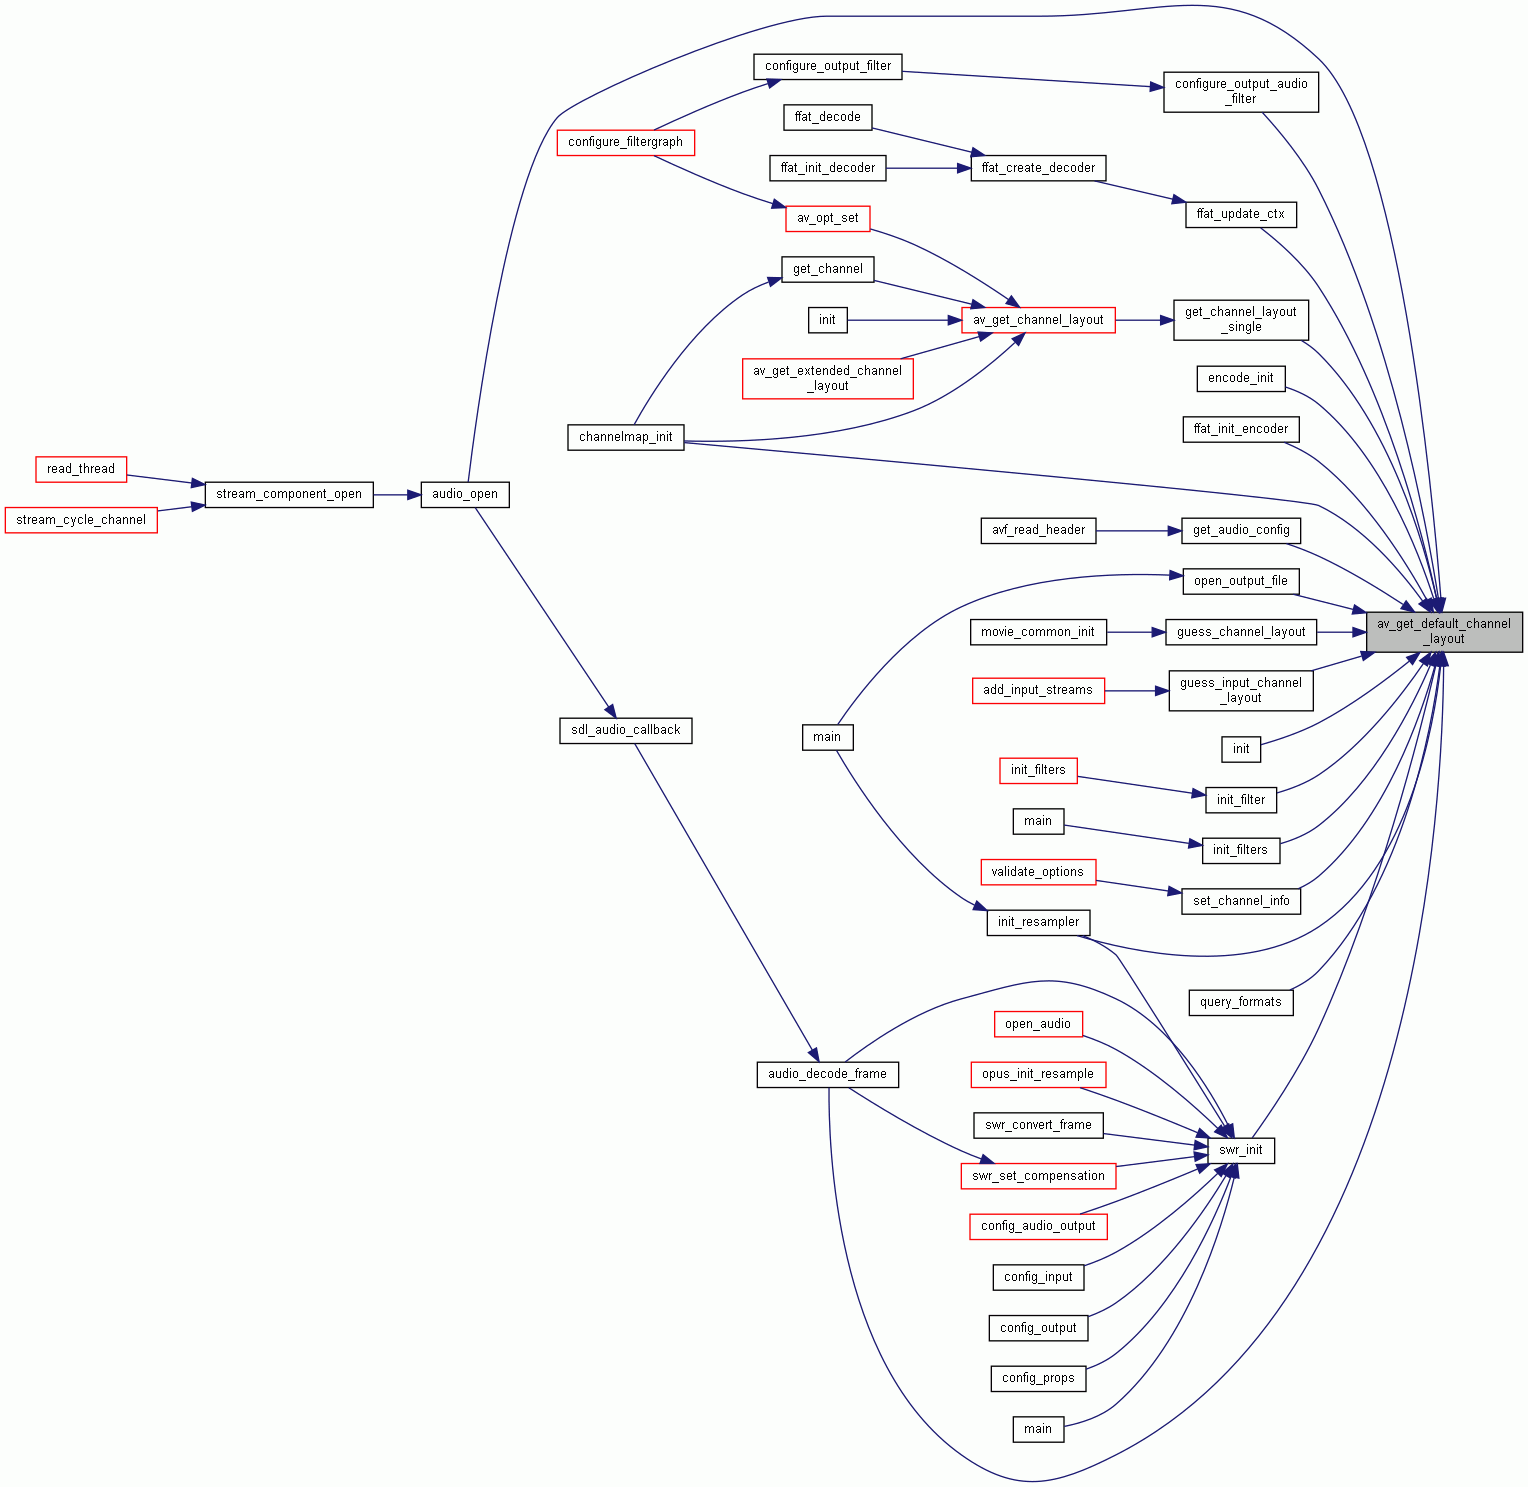 configure_output_filter
configure_output_audio
_filter
ffat_decode
configure_filtergraph
ffat_init_decoder
ffat_create_decoder
ffat_update_ctx
av_opt_set
get_channel
init
av_get_channel_layout
get_channel_layout
_single
av_get_extended_channel
_layout
encode_init
ffat_init_encoder
channelmap_init
read_thread
stream_component_open
audio_open
stream_cycle_channel
avf_read_header
get_audio_config
open_output_file
movie_common_init
guess_channel_layout
av_get_default_channel
_layout
add_input_streams
guess_input_channel
_layout
sdl_audio_callback
main
init
init_filters
init_filter
main
init_filters
validate_options
set_channel_info
init_resampler
query_formats
open_audio
audio_decode_frame
opus_init_resample
swr_convert_frame
swr_init
swr_set_compensation
config_audio_output
config_input
config_output
config_props
main